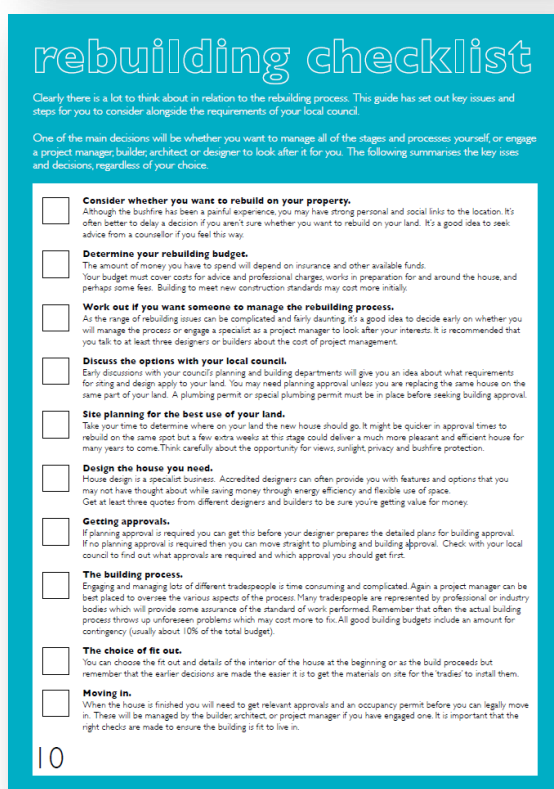 rebuilding checklist
Clearly there is a lot to think about in relation to the rebuilding process. This guide has set out key issues and
steps for you to consider alongside the requirements of your local council.
One of the main decisions will be whether you want to manage all of the stages and processes yourself, or engage
a project manager, builder, architect or designer to look after it for you. The following summarises the key isses
and decisions, regardless of your choice.
Consider whether you want to rebuild on your property.
Although the bushfire has been a painful experience, you may have strong personal and social links to the location. It's
often better to delay a decision if you aren't sure whether you want to rebuild on your land. It's a good idea to seek
advice from a counsellor if you feel this way.
Determine your rebuilding budget.
The amount of money you have to spend will depend on insurance and other available funds.
Your budget must cover costs for advice and professional charges, works in preparation for and around the house, and
perhaps some fees. Building to meet new construction standards may cost more initially.
Work out if you want someone to manage the rebuilding process.
As the range of rebuilding issues can be complicated and fairly daunting, it's a good idea to decide early on whether you
will manage the process or engage a specialist as a project manager to look after your interests. It is recommended that
you talk to at least three designers or builders about the cost of project management.
Discuss the options with your local council.
Early discussions with your council's planning and building departments will give you an idea about what requirements
for siting and design apply to your land. You may need planning approval unless you are replacing the same house on the
same part of your land. A plumbing permit or special plumbing permit must be in place before seeking building approval.
Site planning for the best use of your land.
Take your time to determine where on your land the new house should go. It might be quicker in approval times to
rebuild on the same spot but a few extra weeks at this stage could deliver a much more pleasant and efficient house for
many years to come. Think carefully about the opportunity for views, sunlight, privacy and bushfire protection.
Design the house you need.
House design is a specialist business. Accredited designers can often provide you with features and options that you
may not have thought about while saving money through energy efficiency and flexible use of space.
Get at least three quotes from different designers and builders to be sure you're getting value for money.
Getting approvals.
If planning approval is required you can get this before your designer prepares the detailed plans for building approval.
If no planning approval is required then you can move straight to plumbing and building approval. Check with your local
council to find out what approvals are required and which approval you should get first.
The building process.
Engaging and managing lots of different tradespeople is time consuming and complicated. Again a project manager can be
best placed to oversee the various aspects of the process. Many tradespeople are represented by professional or industry
bodies which will provide some assurance of the standard of work performed. Remember that often the actual building
process throws up unforeseen problems which may cost more to fix. All good building budgets include an amount for
contingency (usually about 10% of the total budget).
The choice of fit out.
You can choose the fit out and details of the interior of the house at the beginning or as the build proceeds but
remember that the earlier decisions are made the easier it is to get the materials on site for the 'tradies' to install them.
Moving in.
When the house is finished you will need to get relevant approvals and an occupancy permit before you can legally move
in. These will be managed by the builder, architect, or project manager if you have engaged one. It is important that the
right checks are made to ensure the building is fit to live in.
10